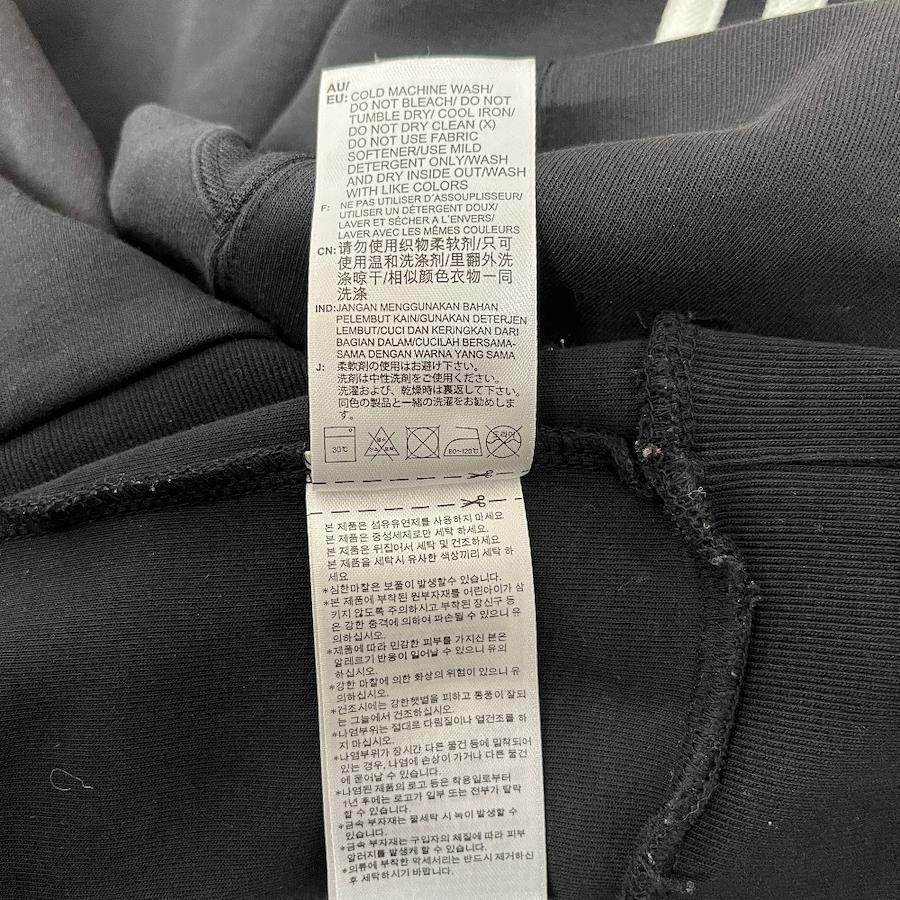 AU/
EU: COLD MACHINE WASH/
DO NOT BLEACH/ DO NOT
TUMBLE DRY/ COOL IRON/
DO NOT DRY CLEAN (X)
DO NOT USE FABRIC
SOFTENER/USE MILD
DETERGENT ONLY/WASH
AND DRY INSIDE OUT/WASH
WITH LIKE COLORS
F: NE PAS UTILISER D'ASSOUPLISSEUR/
UTILISER UN DÉTERGENT DOUX/
LAVER ET SÉCHER A L'ENVERS/
LAVER AVEC LES MÊMES COULEURS
CN: 请勿使用织物柔软剂/只可
使用温和洗涤剂/里翻外洗
涤晾干/相似颜色衣物一同
洗涤
IND: JANGAN MENGGUNAKAN BAHAN
PELEMBUT KAIN/GUNAKAN DETERJEN
LEMBUT/CUCI DAN KERINGKAN DARI
BAGIAN DALAM/CUCILAH BERSAMA-
SAMA DENGAN WARNA YANG SAMA
J: 柔軟剤の使用はお避け下さい。
洗剤は中性洗剤をご使用ください。
洗濯および、乾燥時は裏返して下さい。
同色の製品と一緒の洗濯をお勧めしま
す。
30℃ 80~120℃ 드라이
본 제품은 섬유유연제를 사용하지 마세요
본 제품은 중성세제로만 세탁 하세요.
본 제품은 뒤집어서 세탁 및 건조하세요
본 제품을 세탁시 유사한 색상끼리 세탁 하
세요
*심한마찰은 보풀이 발생할수 있습니다.
*본 제품에 부착된 원부자재를 어린아이가 삼
키지 않도록 주의하시고 부착된 장신구 등
은 강한 충격에 의하여 파손될 수 있으니 유
의하십시오.
*제품에 따라 민감한 피부를 가지신 분은
알레르기 반응이 일어날 수 있으니 유의
하십시오.
*강한 마찰에 의한 화상의 위험이 있으니 유
의하십시오.
*건조시에는 강한햇볕을 피하고 통풍이 잘되
는 그늘에서 건조하십시오.
*나염부위는 절대로 다림질이나 열건조를 하
지 마십시오.
*나염부위가 장시간 다른 물건 등에 밀착되어
있는 경우, 나염에 손상이 가거나 다른 물건
에 묻어날 수 있습니다.
*나염된 제품의 로고 등은 착용일로부터
1년 후에는 로고가 일부 또는 전부가 탈락
할 수 있습니다.
*금속 부자재는 물세탁 시 녹이 발생할 수
있습니다.
*금속 부자재는 구입자의 체질에 따라 피부
알러지를 발생케 할 수 있습니다.
*의류에 부착한 악세서리는 반드시 제거하신
후 세탁하시기 바랍니다.